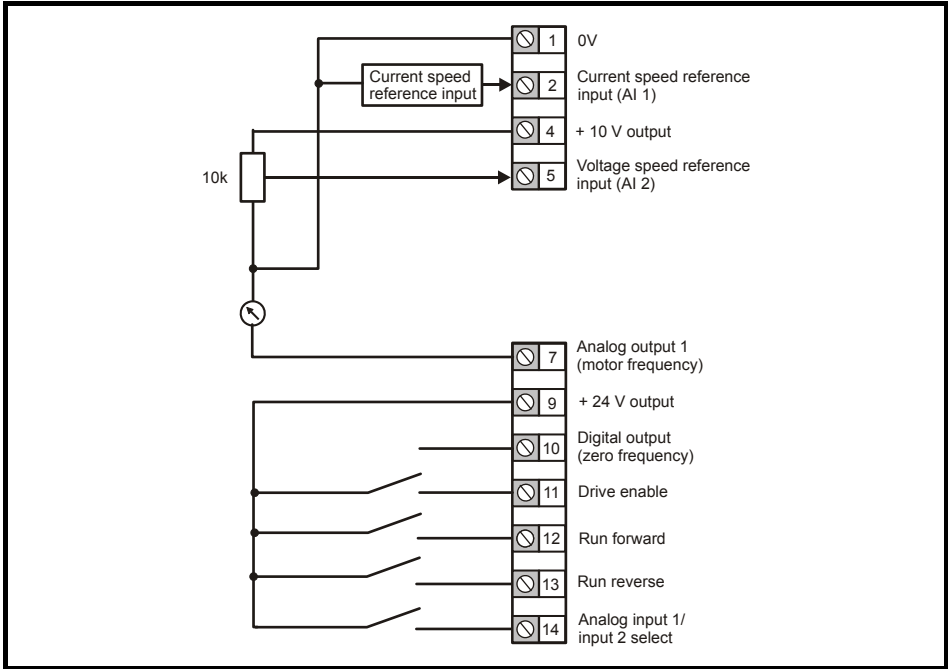 1 0V
Current speed
reference input
2 Current speed reference
input (AI 1)
4 + 10 V output
10k
5 Voltage speed reference
input (AI 2)
7 Analog output 1
(motor frequency)
9 + 24 V output
10 Digital output
(zero frequency)
11 Drive enable
12 Run forward
13 Run reverse
14 Analog input 1/
input 2 select